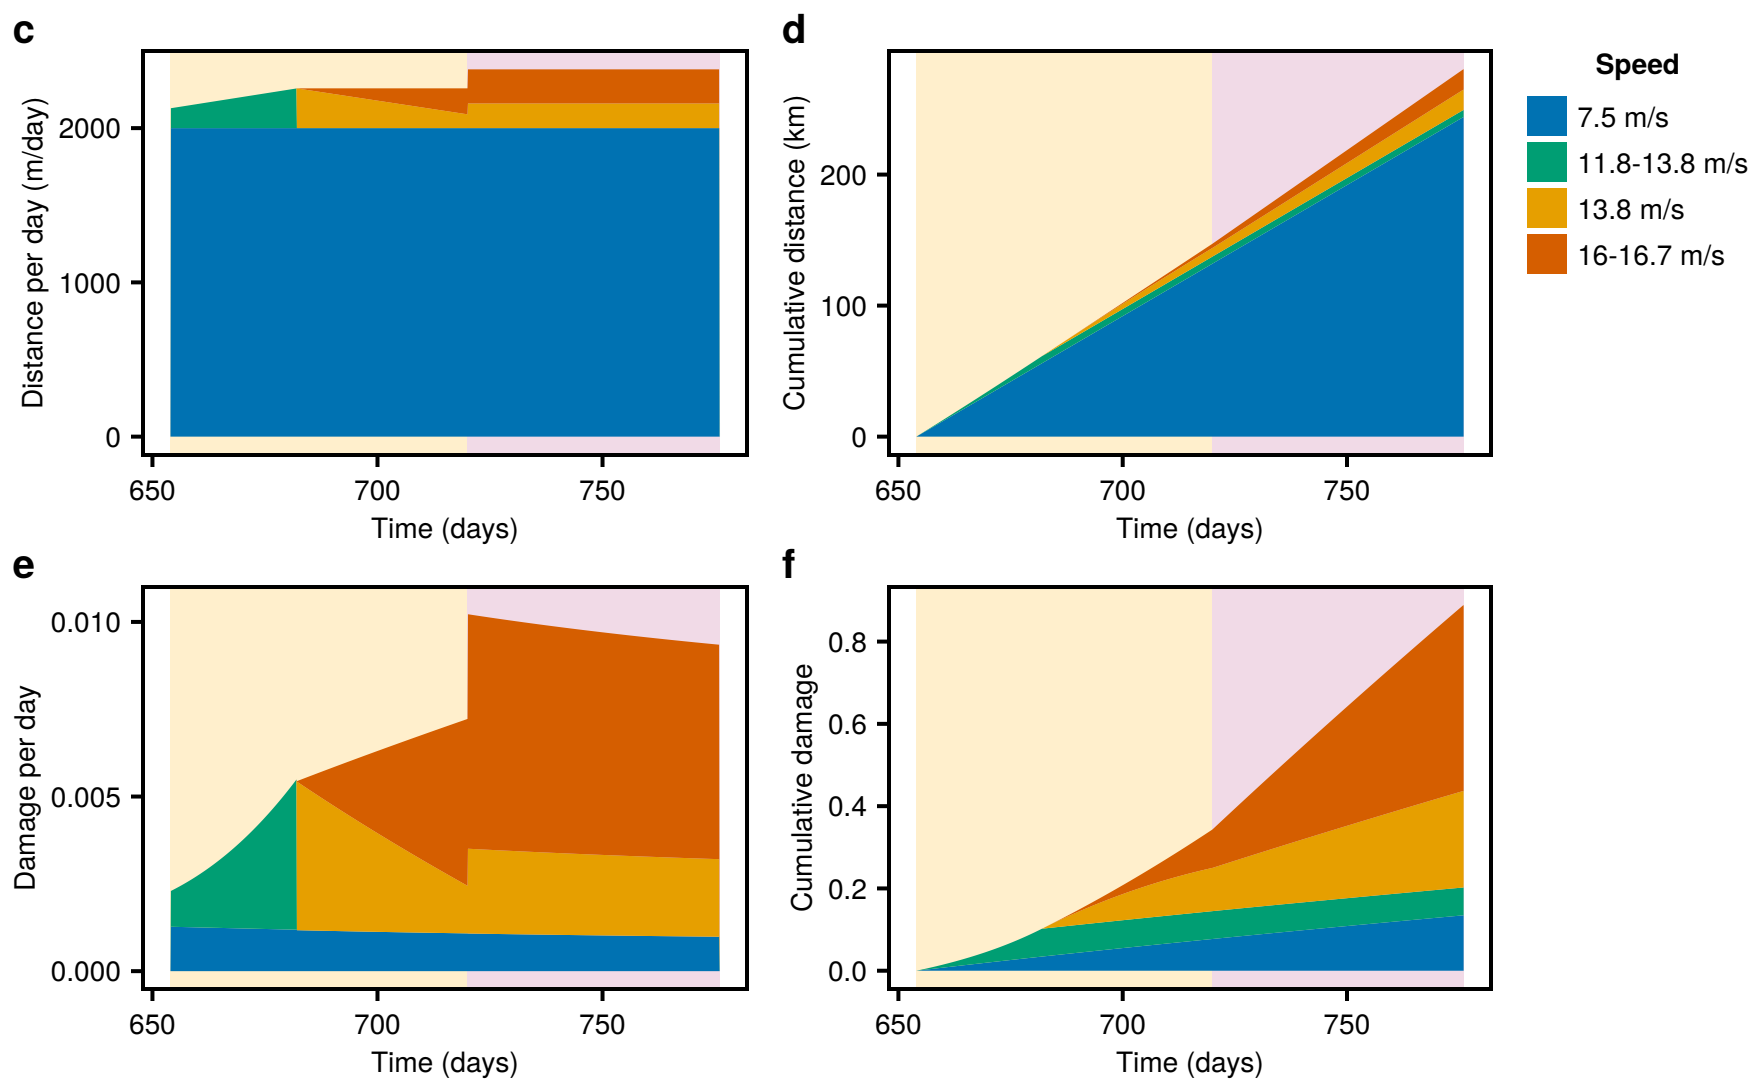 c
Distance per day (m/day)
2000
1000
0
650 700 750
Time (days)
d
Cumulative distance (km)
200
100
0
650 700 750
Time (days)
Speed
7.5 m/s
11.8-13.8 m/s
13.8 m/s
16-16.7 m/s
e
Damage per day
0.010
0.005
0.000
650 700 750
Time (days)
f
Cumulative damage
0.8
0.6
0.4
0.2
0.0
650 700 750
Time (days)